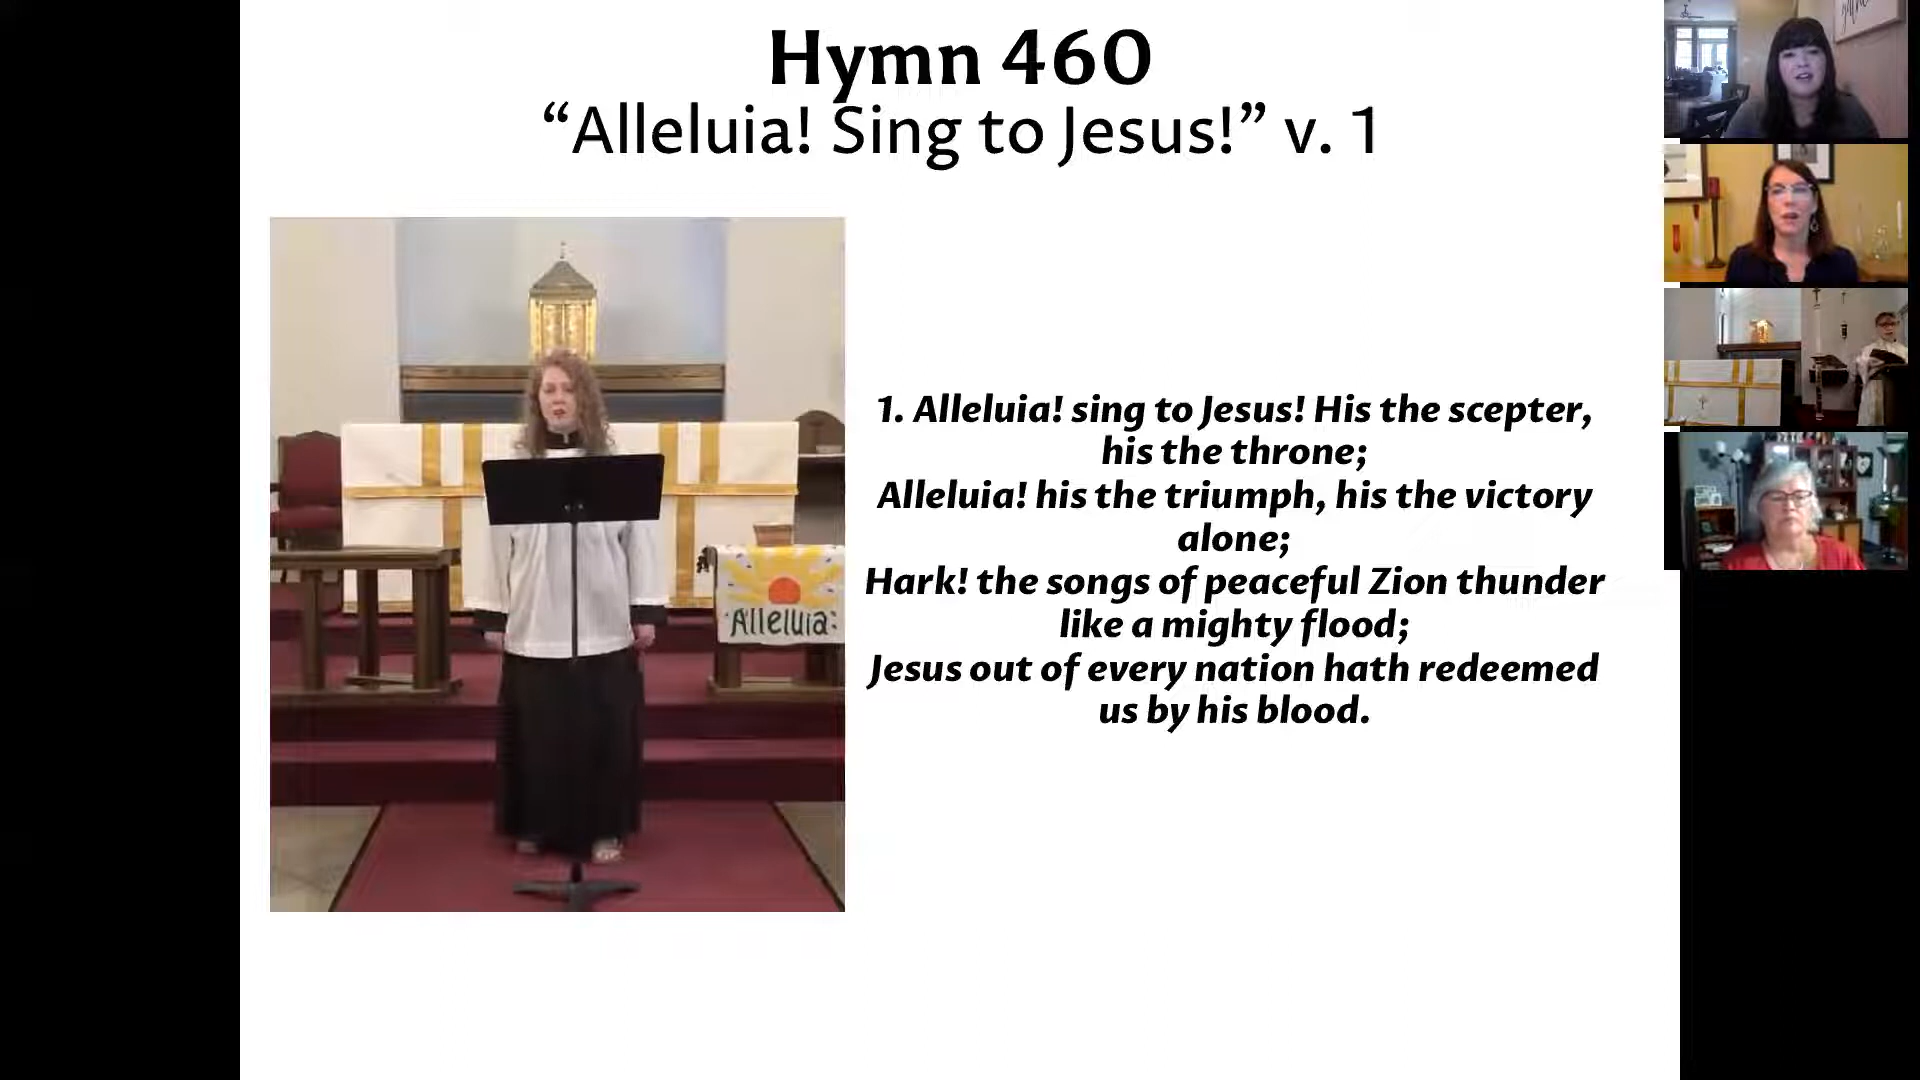 Hymn 460
“Alleluia! Sing to Jesus!” v. 1
1. Alleluia! sing to Jesus! His the scepter,
his the throne;
Alleluia! his the triumph, his the victory
alone;
Hark! the songs of peaceful Zion thunder
like a mighty flood;
Jesus out of every nation hath redeemed
us by his blood.
Alleluia